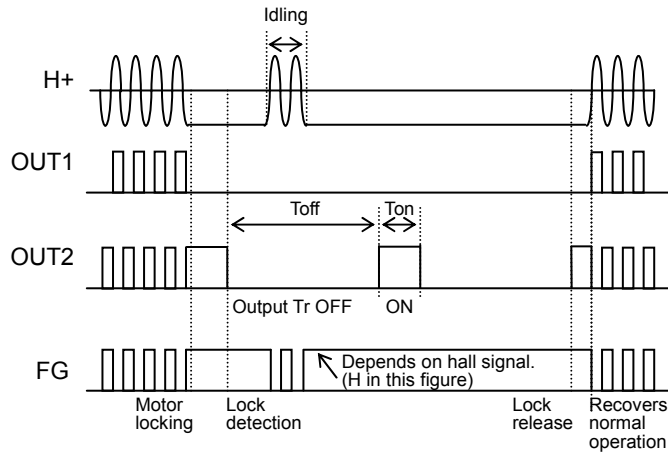 Idling
H+
OUT1
Toff
Ton
OUT2
Output Tr OFF
ON
FG
Depends on hall signal.
(H in this figure)
Motor
locking
Lock
detection
Lock
release
Recovers
normal
operation